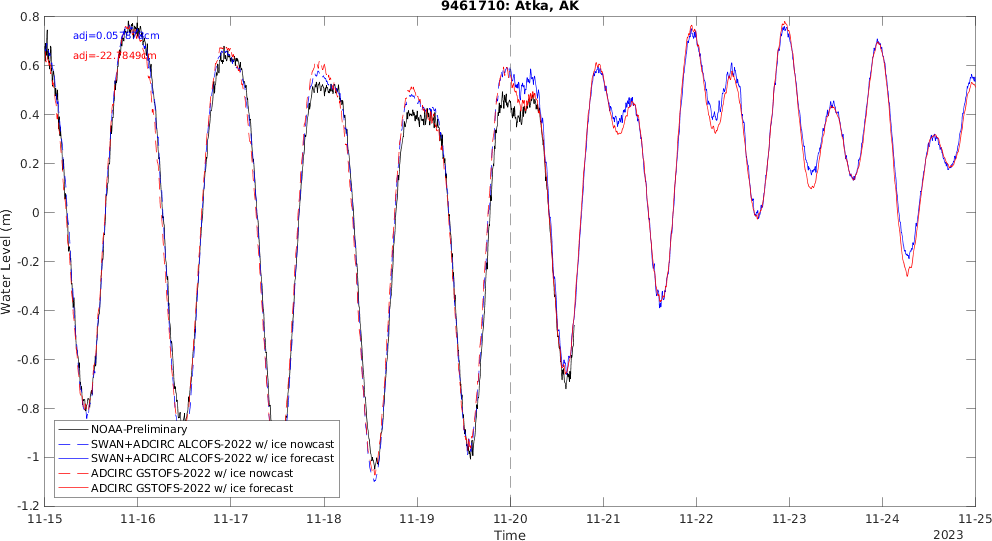 9461710: Atka, AK
adj=-22.7849cm
Water Level (m)
0.8
0.6
0.4
0.2
0
-0.2
-0.4
-0.6
-0.8
-1
-1.2
NOAA-Preliminary
SWAN+ADCIRC ALCOFS-2022 w/ ice nowcast
SWAN+ADCIRC ALCOFS-2022 w/ ice forecast
ADCIRC GSTOFS-2022 w/ ice nowcast
ADCIRC GSTOFS-2022 w/ ice forecast
11-15 11-16 11-17 11-18 11-19 11-20 11-21 11-22 11-23 11-24 11-25
Time
2023